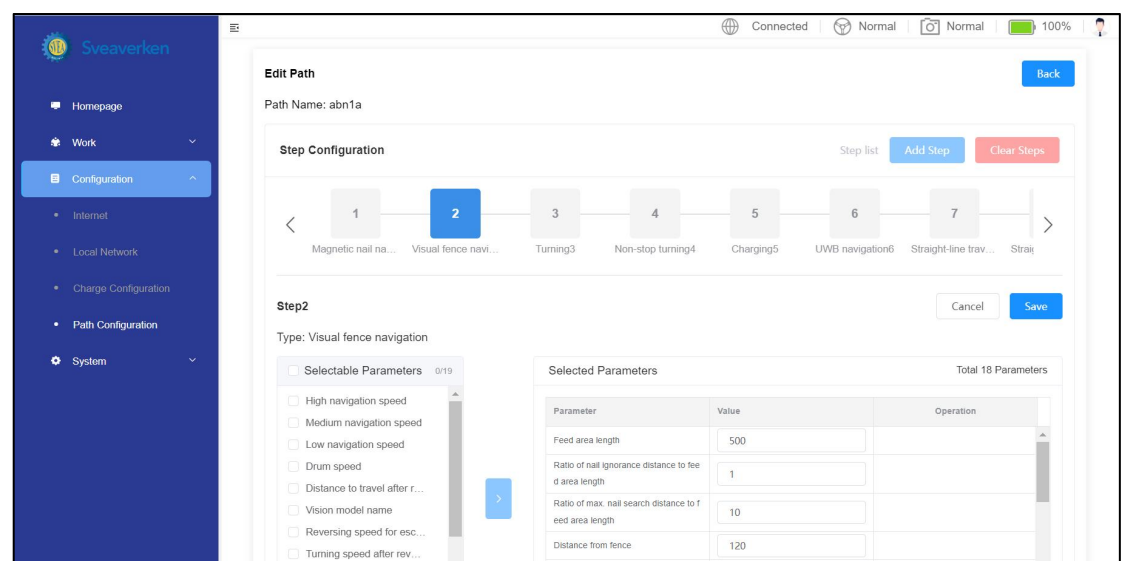 Connected
Normal
Normal
100%
SVEA
Sveaverken
Homepage
Work
Configuration
Internet
Local Network
Charge Configuration
Path Configuration
System
Edit Path
Back
Path Name: abn1a
Step Configuration
Step list
Add Step
Clear Steps
1
2
3
4
5
6
7
Magnetic nail na...
Visual fence navi...
Turning3
Non-stop turning4
Charging5
UWB navigation6
Straight-line trav...
Straig
Step2
Cancel
Save
Type: Visual fence navigation
Selectable Parameters 0/19
High navigation speed
Medium navigation speed
Low navigation speed
Drum speed
Distance to travel after r...
Vision model name
Reversing speed for esc...
Turning speed after rev...
Selected Parameters
Total 18 Parameters
Parameter Value Operation
Feed area length 500
Ratio of nail ignorance distance to fee
d area length
1
Ratio of max. nail search distance to f
eed area length
10
Distance from fence 120